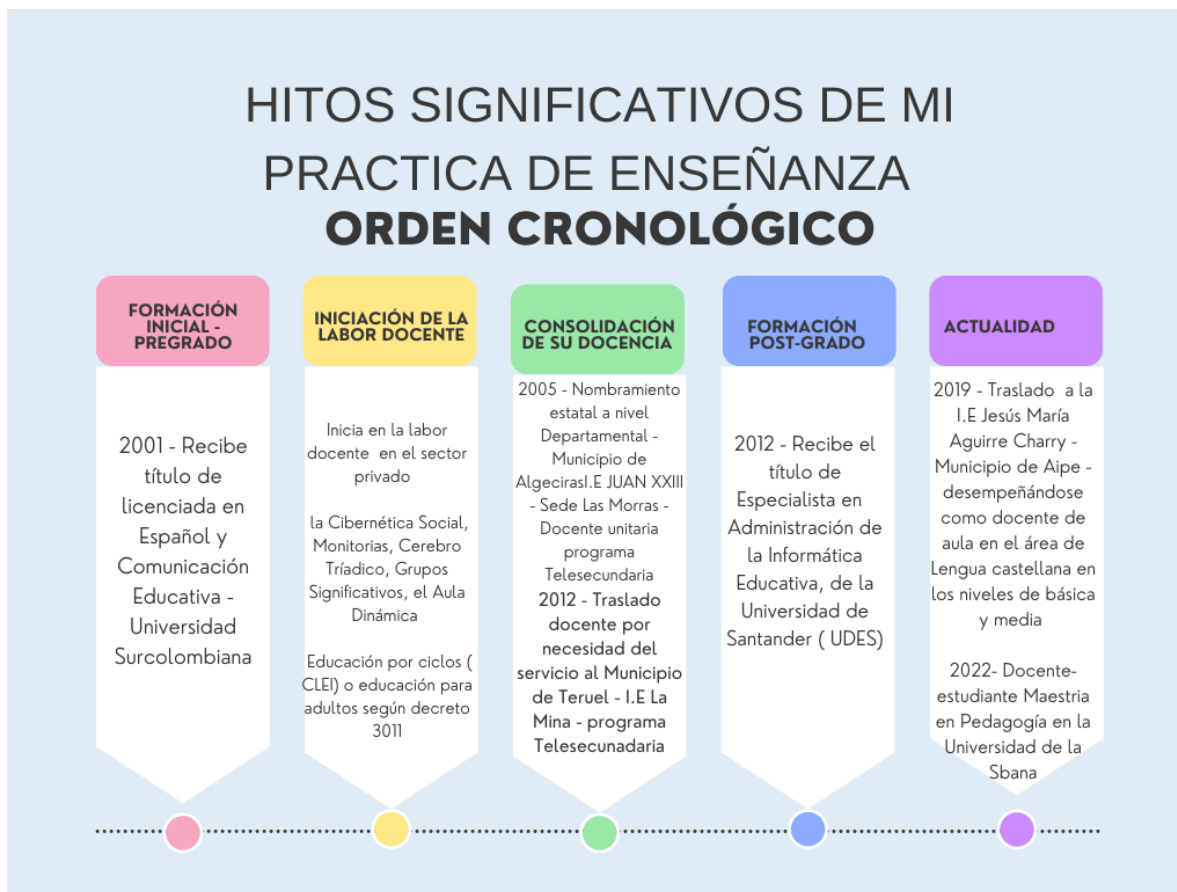 HITOS SIGNIFICATIVOS DE MI
PRACTICA DE ENSEÑANZA
ORDEN CRONOLÓGICO
FORMACIÓN
INICIAL -
PREGRADO
2001 - Recibe
título de
licenciada en
Español y
Comunicación
Educativa -
Universidad
Surcolombiana
INICIACIÓN DE LA
LABOR DOCENTE
Inicia en la labor
docente en el sector
privado
la Cibernética Social,
Monitorias, Cerebro
Tríadico, Grupos
Significativos, el Aula
Dinámica
Educación por ciclos (
CLEI) o educación para
adultos según decreto
3011
CONSOLIDACIÓN
DE SU DOCENCIA
2005 - Nombramiento
estatal a nivel
Departamental -
Municipio de
AlgecirasI.E JUAN XXIII
- Sede Las Morras -
Docente unitaria
programa
Telesecundaria
2012 - Traslado
docente por
necesidad del
servicio al Municipio
de Teruel - I.E La
Mina - programa
Telesecunadaria
FORMACIÓN
POST-GRADO
2012 - Recibe el
título de
Especialista en
Administración de
la Informática
Educativa, de la
Universidad de
Santander ( UDES)
ACTUALIDAD
2019 - Traslado a la
I.E Jesús María
Aguirre Charry -
Municipio de Aipe -
desempeñándose
como docente de
aula en el área de
Lengua castellana en
los niveles de básica
y media
2022- Docente-
estudiante Maestria
en Pedagogía en la
Universidad de la
Sbana